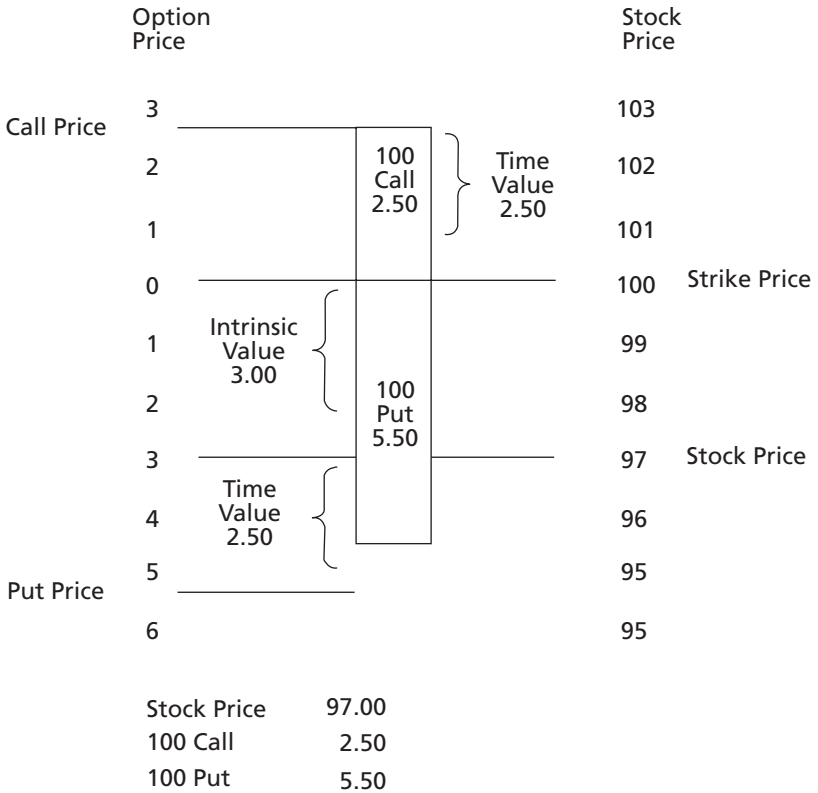 Option
Price
Stock
Price
3
103
Call Price
2
100
Call
2.50
Time
Value
2.50
102
1
101
0
100
Strike Price
Intrinsic
Value
3.00
1
99
2
100
Put
5.50
98
3
97
Stock Price
Time
Value
2.50
4
96
5
95
Put Price
6
95
Stock Price 97.00
100 Call 2.50
100 Put 5.50